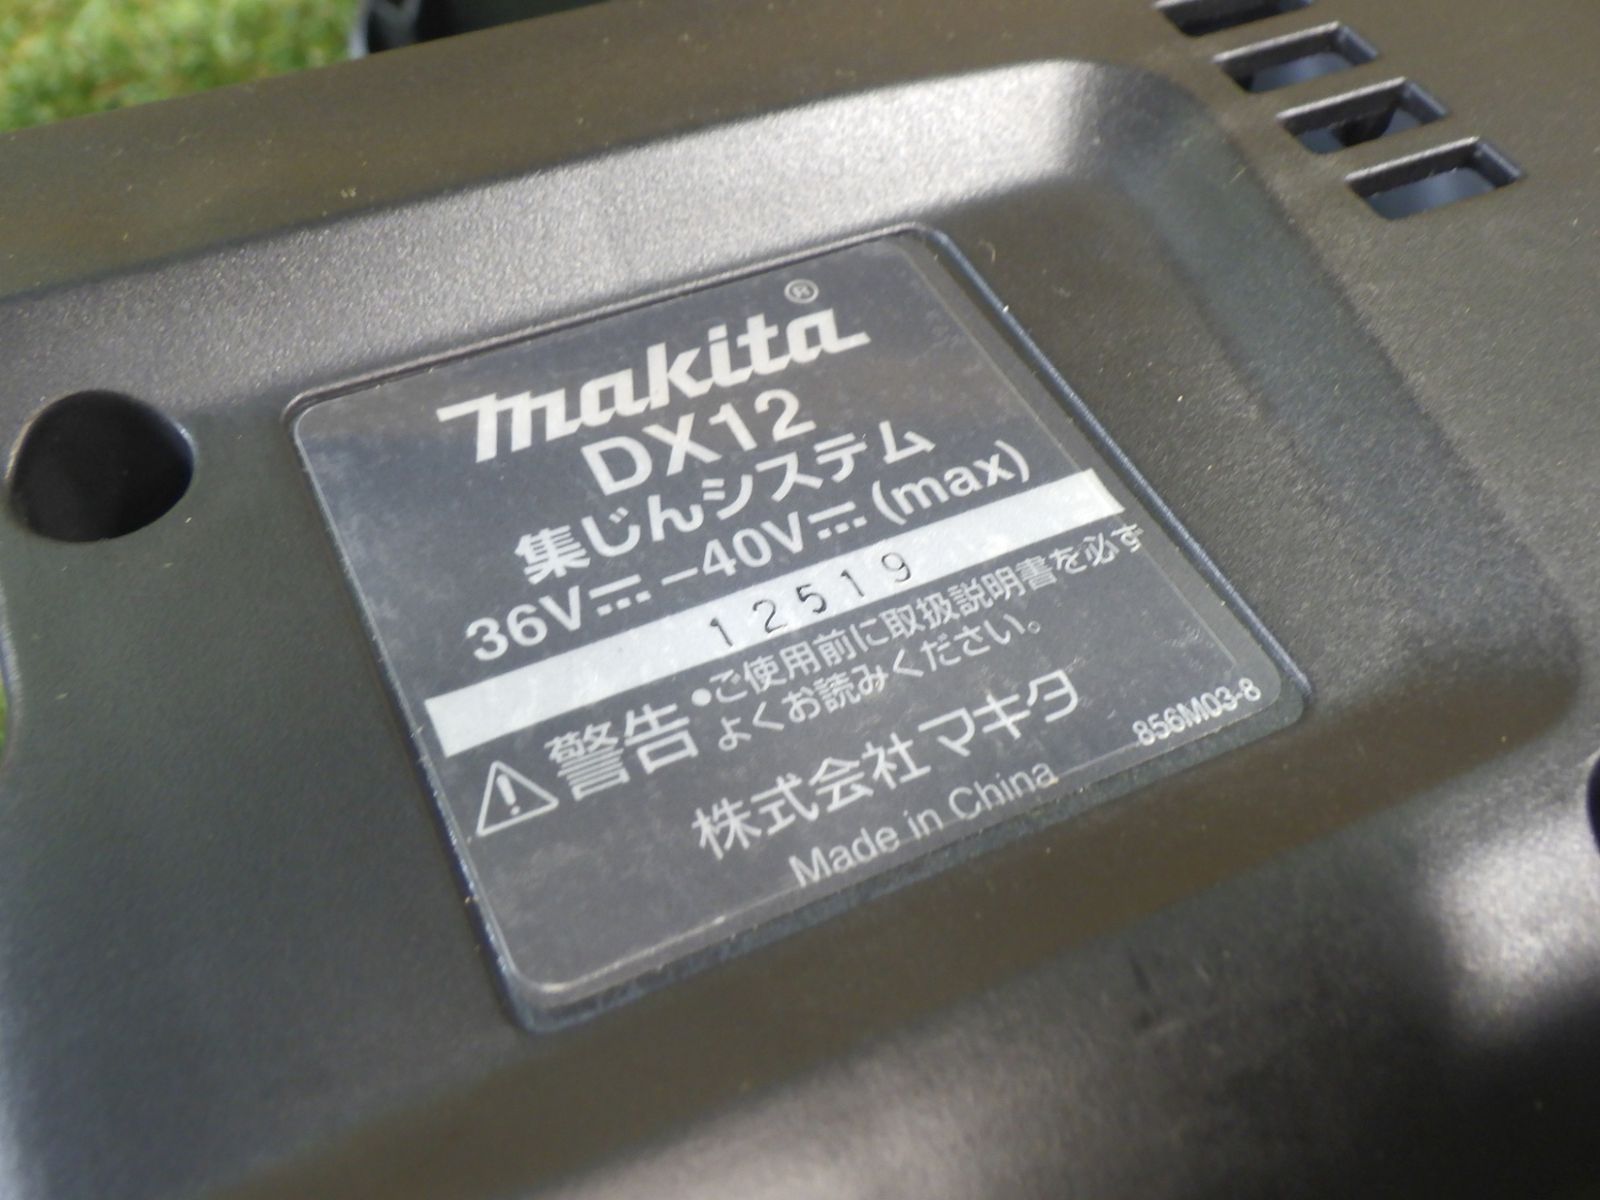 makita®
DX12
集じんシステム
36V⎓–40V⎓(max)
12519
⚠警告 •ご使用前に取扱説明書を必ず
よくお読みください。
株式会社マキタ
856M03-8
Made in China